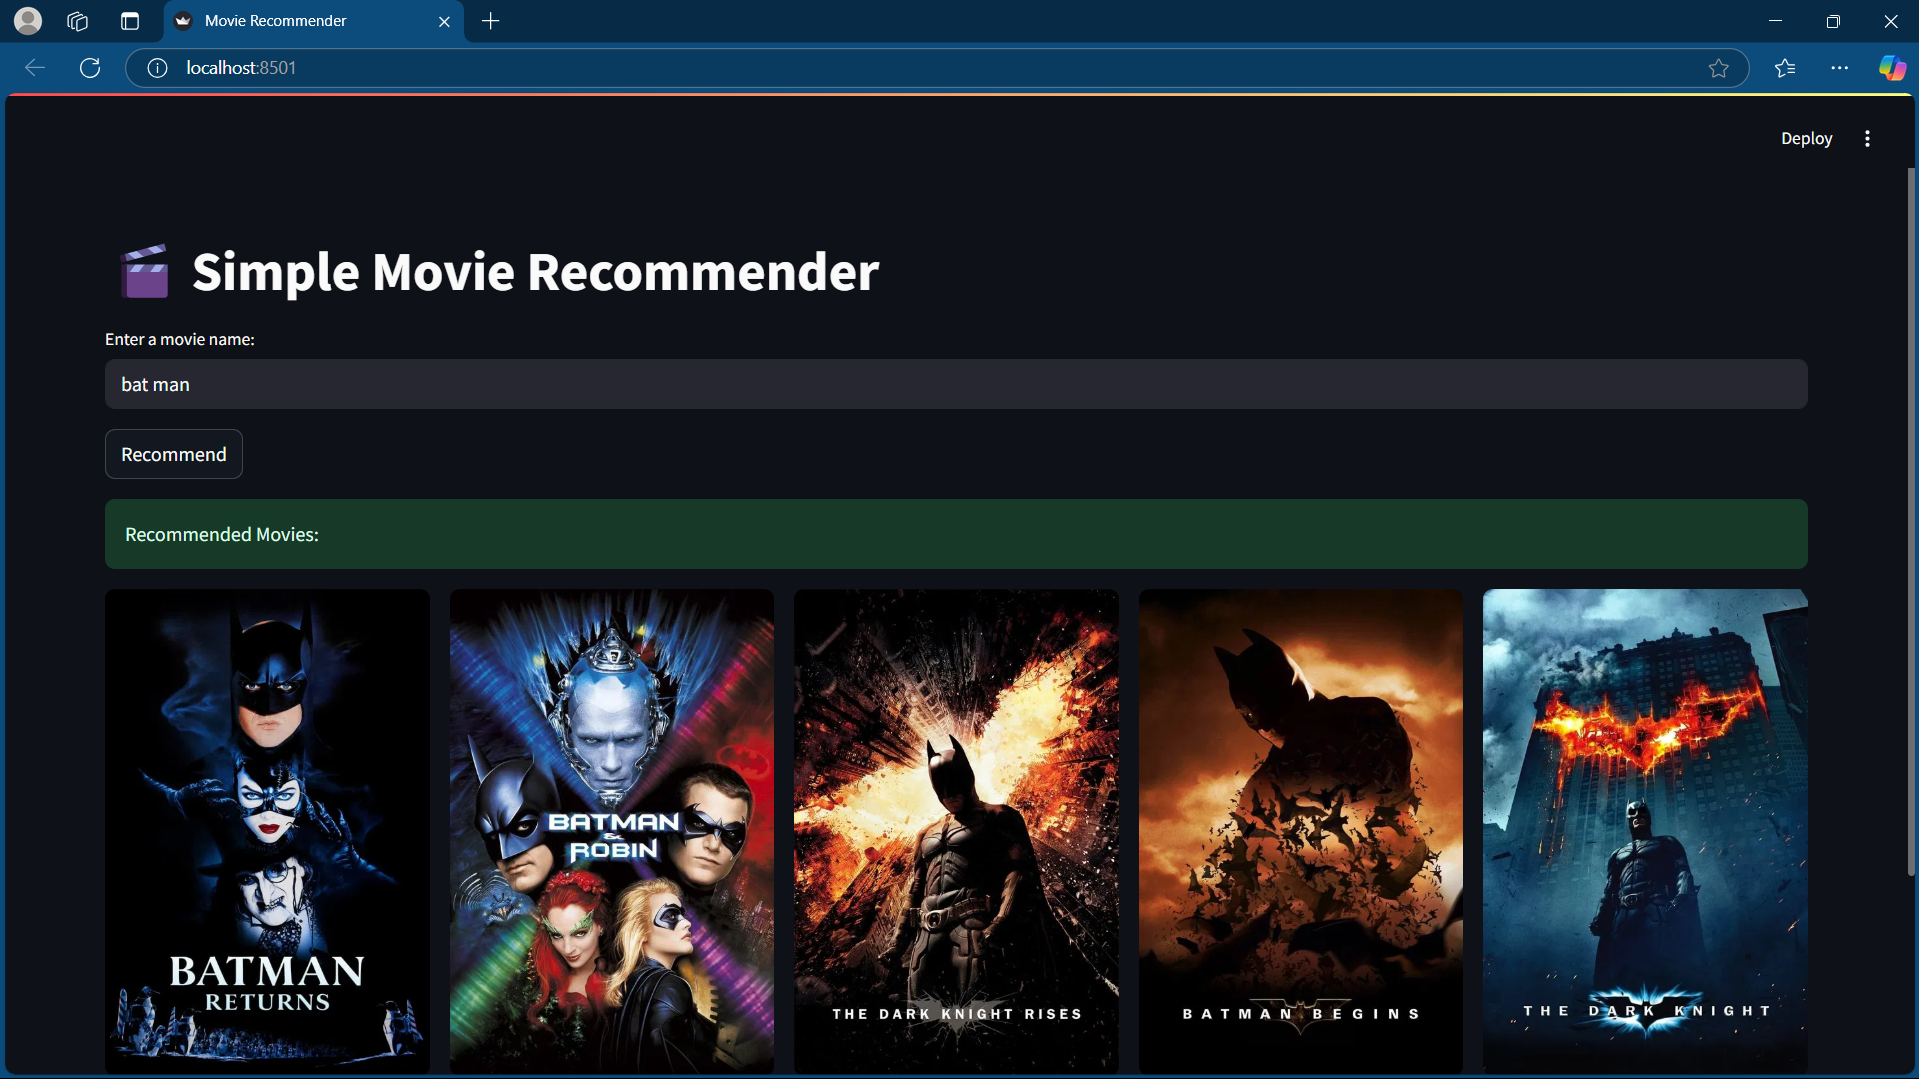 Movie Recommender
localhost:8501
Deploy
Simple Movie Recommender
Enter a movie name:
bat man
Recommend
Recommended Movies:
BATMAN
RETURNS
BATMAN
&
ROBIN
THE DARK KNIGHT RISES
BATMAN BEGINS
THE DARK KNIGHT